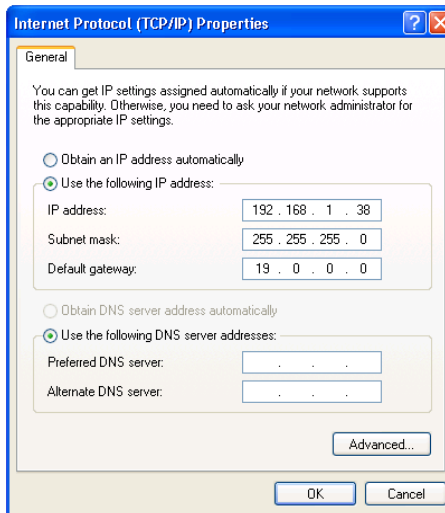 Internet Protocol (TCP/IP) Properties
General
You can get IP settings assigned automatically if your network supports
this capability. Otherwise, you need to ask your network administrator for
the appropriate IP settings.
Obtain an IP address automatically
Use the following IP address:
IP address: 192 . 168 . 1 . 38
Subnet mask: 255 . 255 . 255 . 0
Default gateway: 19 . 0 . 0 . 0
Obtain DNS server address automatically
Use the following DNS server addresses:
Preferred DNS server: . . .
Alternate DNS server: . . .
Advanced...
OK Cancel